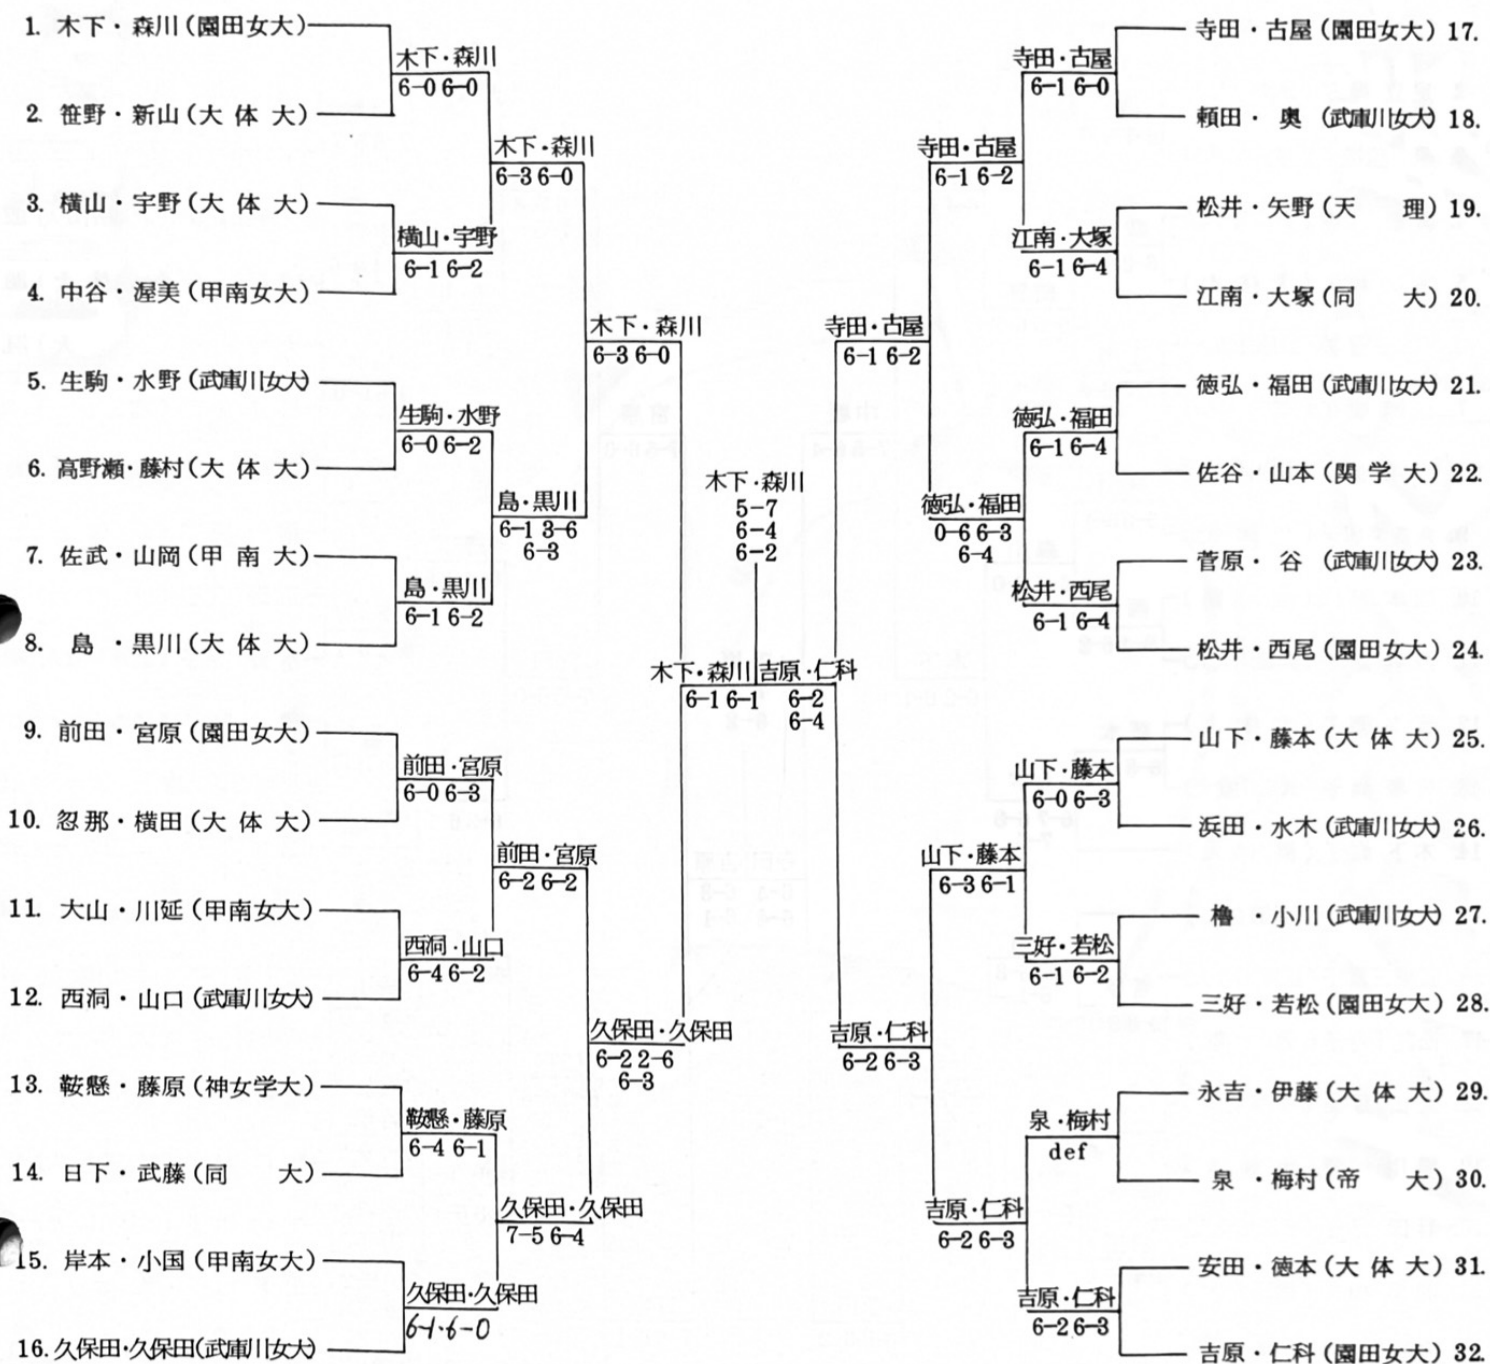 1. 木下・森川(園田女大)
2. 笹野・新山(大体大)
3. 横山・宇野(大体大)
4. 中谷・渥美(甲南女大)
5. 生駒・水野(武庫川女大)
6. 高野瀬・藤村(大体大)
7. 佐武・山岡(甲南大)
8. 島・黒川(大体大)
9. 前田・宮原(園田女大)
10. 忽那・横田(大体大)
11. 大山・川延(甲南女大)
12. 西洞・山口(武庫川女大)
13. 鞍懸・藤原(神女学大)
14. 日下・武藤(同 大)
15. 岸本・小国(甲南女大)
16. 久保田・久保田(武庫川女大)
木下・森川
6-0 6-0
横山・宇野
6-1 6-2
生駒・水野
6-0 6-2
島・黒川
6-1 6-2
前田・宮原
6-0 6-3
西洞・山口
6-4 6-2
鞍懸・藤原
6-4 6-1
久保田・久保田
6-1・6-0
木下・森川
6-3 6-0
島・黒川
6-1 3-6
6-3
前田・宮原
6-2 6-2
久保田・久保田
7-5 6-4
木下・森川
6-3 6-0
久保田・久保田
6-2 2-6
6-3
木下・森川
6-1 6-1
木下・森川
5-7
6-4
6-2
吉原・仁科
6-2
6-4
寺田・古屋
6-1 6-2
吉原・仁科
6-2 6-3
寺田・古屋
6-1 6-2
徳弘・福田
0-6 6-3
6-4
山下・藤本
6-3 6-1
吉原・仁科
6-2 6-3
寺田・古屋
6-1 6-0
江南・大塚
6-1 6-4
徳弘・福田
6-1 6-4
松井・西尾
6-1 6-4
山下・藤本
6-0 6-3
三好・若松
6-1 6-2
泉・梅村
def
吉原・仁科
6-2 6-3
寺田・古屋(園田女大) 17.
頼田・奥(武庫川女大) 18.
松井・矢野(天 理) 19.
江南・大塚(同 大) 20.
徳弘・福田(武庫川女大) 21.
佐谷・山本(関学大) 22.
菅原・谷(武庫川女大) 23.
松井・西尾(園田女大) 24.
山下・藤本(大体大) 25.
浜田・水木(武庫川女大) 26.
櫓・小川(武庫川女大) 27.
三好・若松(園田女大) 28.
永吉・伊藤(大体大) 29.
泉・梅村(帝 大) 30.
安田・徳本(大体大) 31.
吉原・仁科(園田女大) 32.